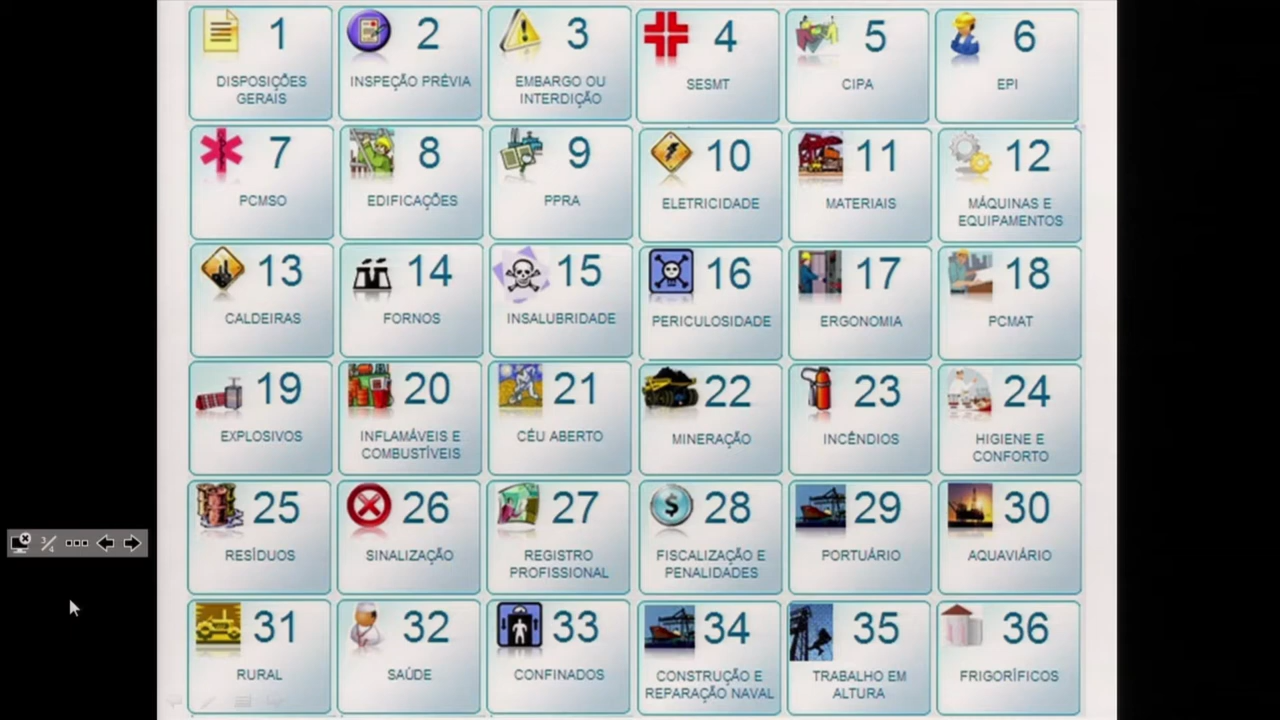 1
DISPOSIÇÕES
GERAIS
2
INSPEÇÃO PRÉVIA
3
EMBARGO OU
INTERDIÇÃO
4
SESMT
5
CIPA
6
EPI
7
PCMSO
8
EDIFICAÇÕES
9
PPRA
10
ELETRICIDADE
11
MATERIAIS
12
MÁQUINAS E
EQUIPAMENTOS
13
CALDEIRAS
14
FORNOS
15
INSALUBRIDADE
16
PERICULOSIDADE
17
ERGONOMIA
18
PCMAT
19
EXPLOSIVOS
20
INFLAMÁVEIS E
COMBUSTÍVEIS
21
CÉU ABERTO
22
MINERAÇÃO
23
INCÊNDIOS
24
HIGIENE E
CONFORTO
25
RESÍDUOS
26
SINALIZAÇÃO
27
REGISTRO
PROFISSIONAL
28
FISCALIZAÇÃO E
PENALIDADES
29
PORTUÁRIO
30
AQUAVIÁRIO
3/4
31
RURAL
32
SAÚDE
33
CONFINADOS
34
CONSTRUÇÃO E
REPARAÇÃO NAVAL
35
TRABALHO EM
ALTURA
36
FRIGORÍFICOS